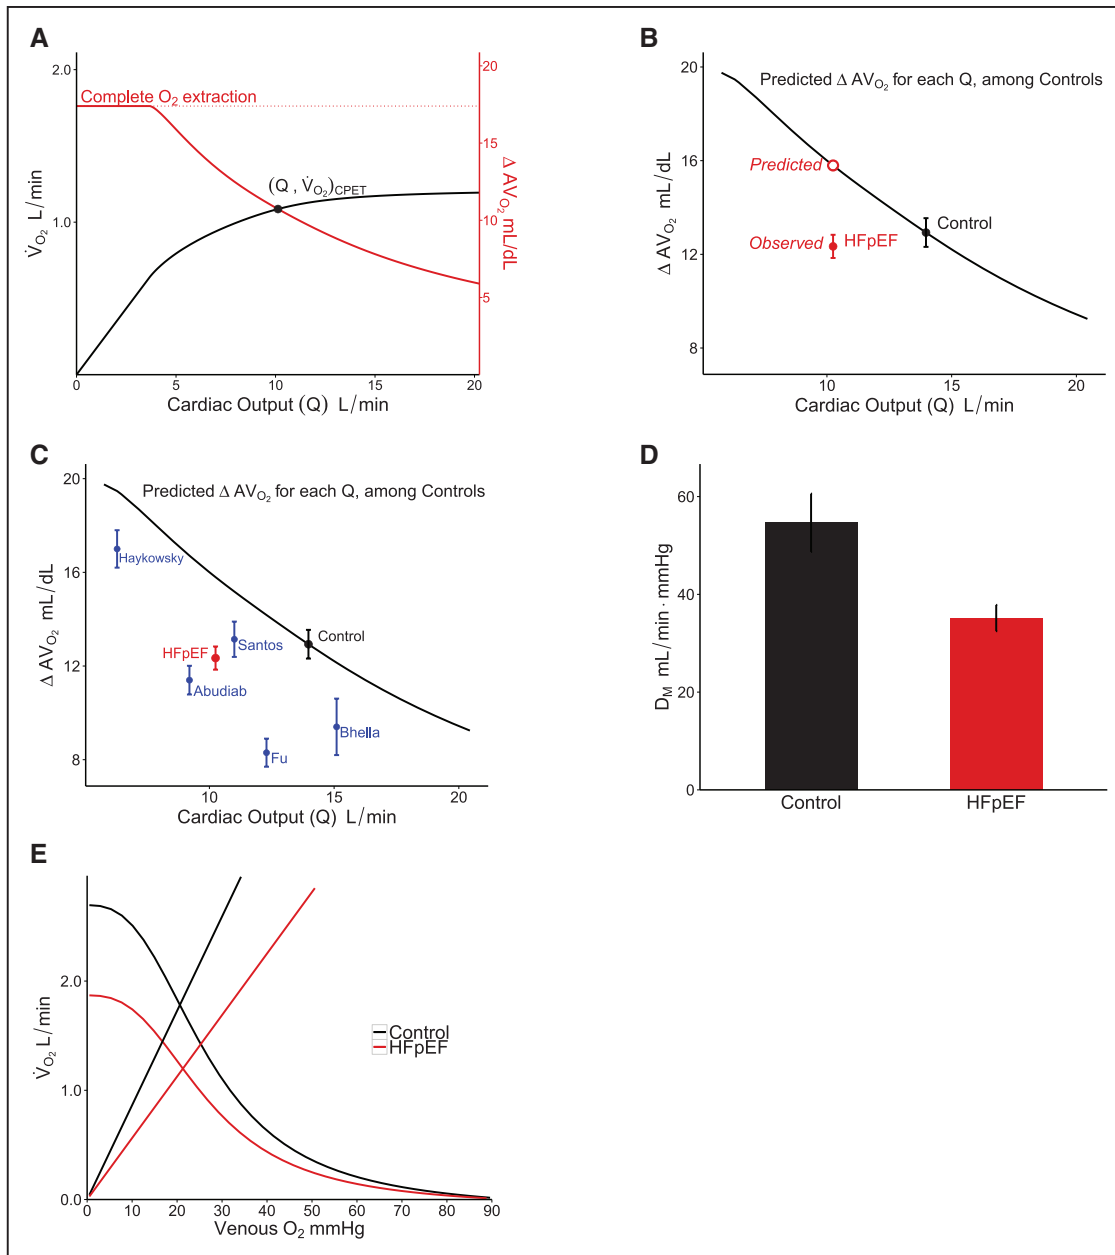 A
2.0
1.0
V̇O₂ L/min
Complete O₂ extraction
(Q , V̇O₂)CPET
20
15
10
5
Δ AVO₂ mL/dL
0
5
10
15
20
Cardiac Output (Q) L/min
B
20
16
12
8
Δ AVO₂ mL/dL
Predicted Δ AVO₂ for each Q, among Controls
Predicted
Observed
HFpEF
Control
10
15
20
Cardiac Output (Q) L/min
C
20
16
12
8
Δ AVO₂ mL/dL
Predicted Δ AVO₂ for each Q, among Controls
Haykowsky
Control
Santos
HFpEF
Abudiab
Bhella
Fu
10
15
20
Cardiac Output (Q) L/min
D
60
40
20
0
DM mL/min·mmHg
Control
HFpEF
E
2.0
1.0
0.0
V̇O₂ L/min
Control
HFpEF
0
10
20
30
40
50
60
70
80
90
Venous O₂ mmHg